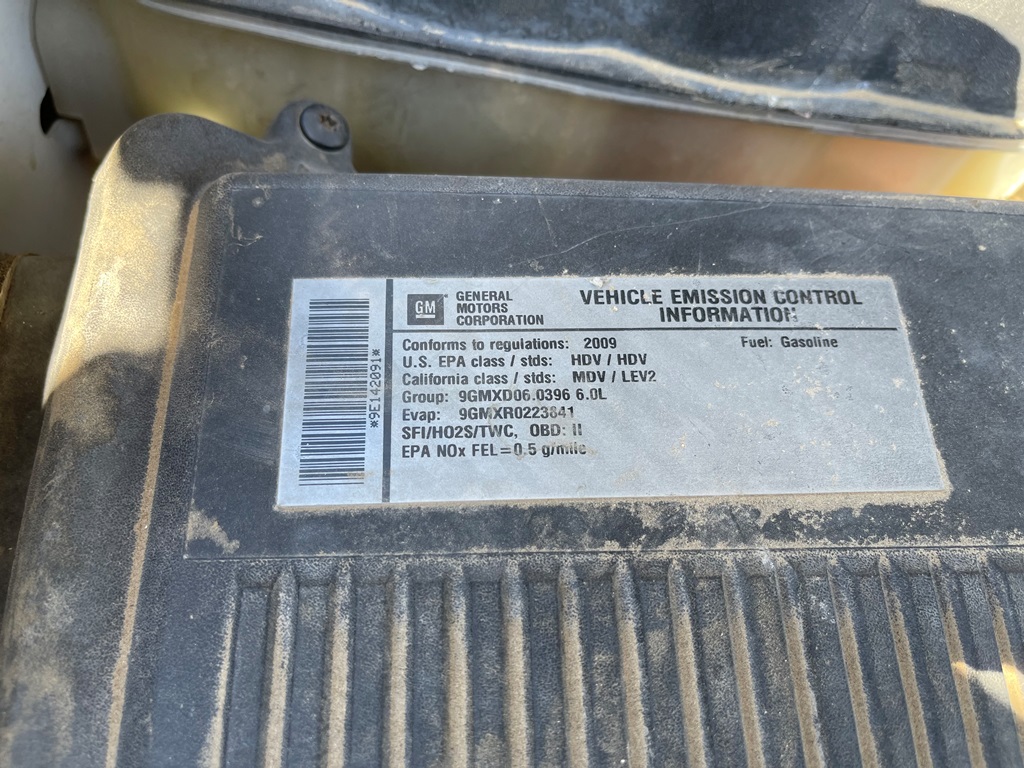 *9E142091*
GM
GENERAL
MOTORS
CORPORATION
VEHICLE EMISSION CONTROL
INFORMATION
Conforms to regulations: 2009
Fuel: Gasoline
U.S. EPA class / stds: HDV / HDV
California class / stds: MDV / LEV2
Group: 9GMXD06.0396 6.0L
Evap: 9GMXR0223841
SFI/HO2S/TWC, OBD: II
EPA NOx FEL=0.5 g/mile